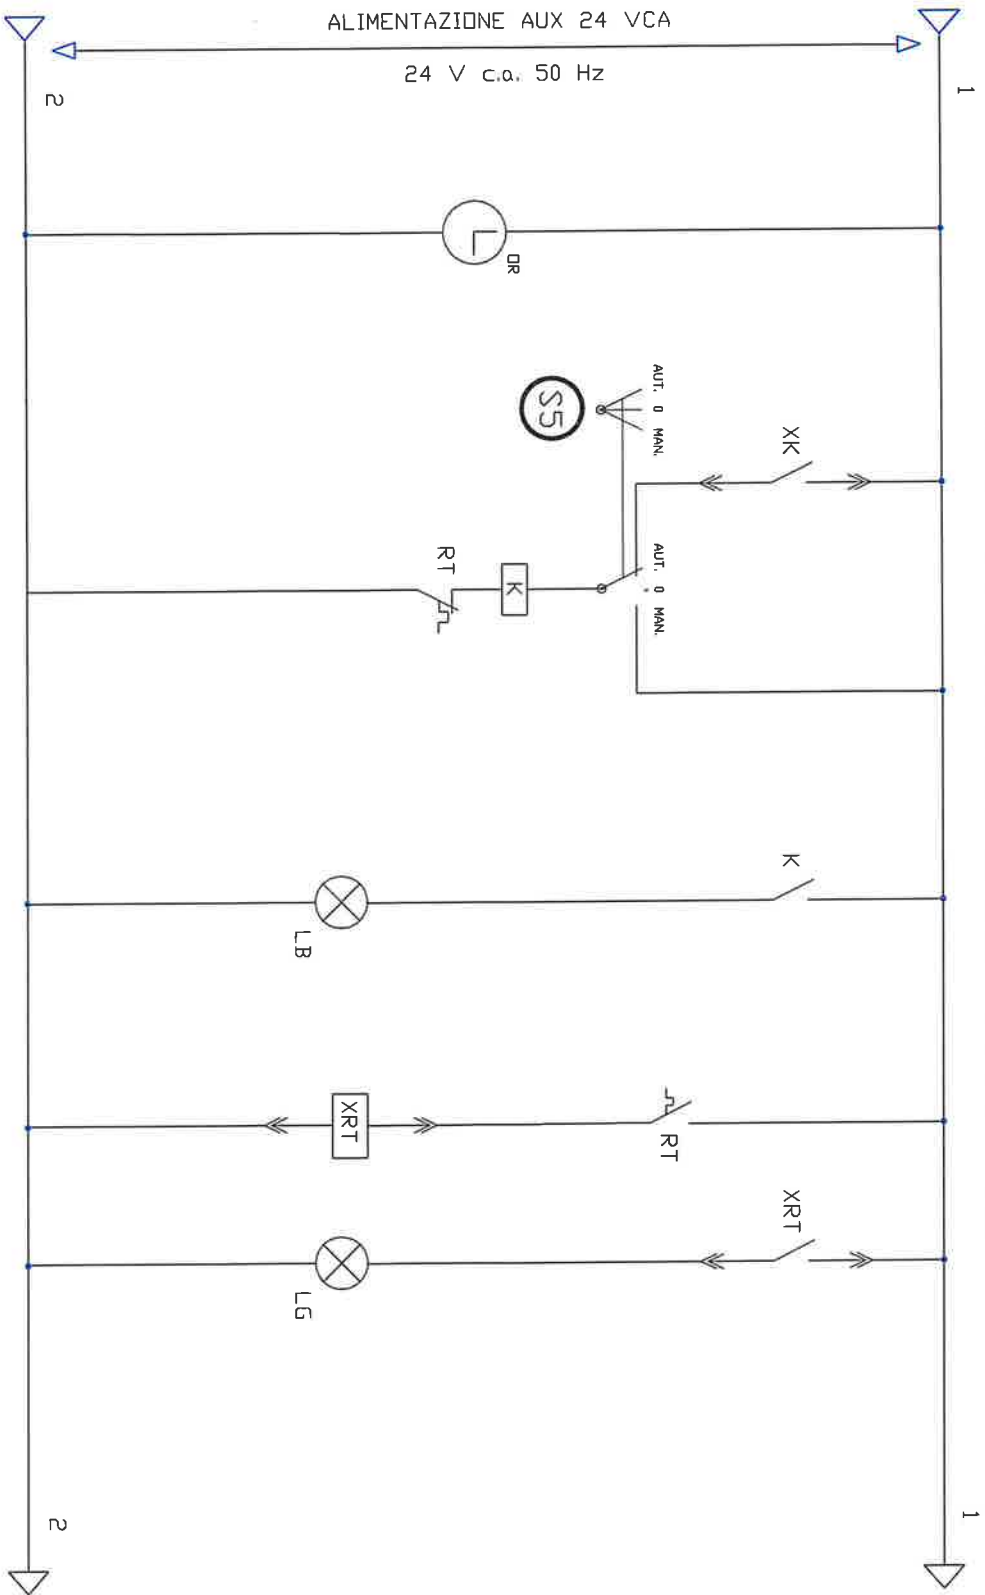 ALIMENTAZIONE AUX 24 VCA
24 V c.a. 50 Hz
1
2
OR
AUT. 0 MAN.
S5
XK
AUT. 0 MAN.
K
RT
K
LB
RT
XRT
XRT
LG
1
2